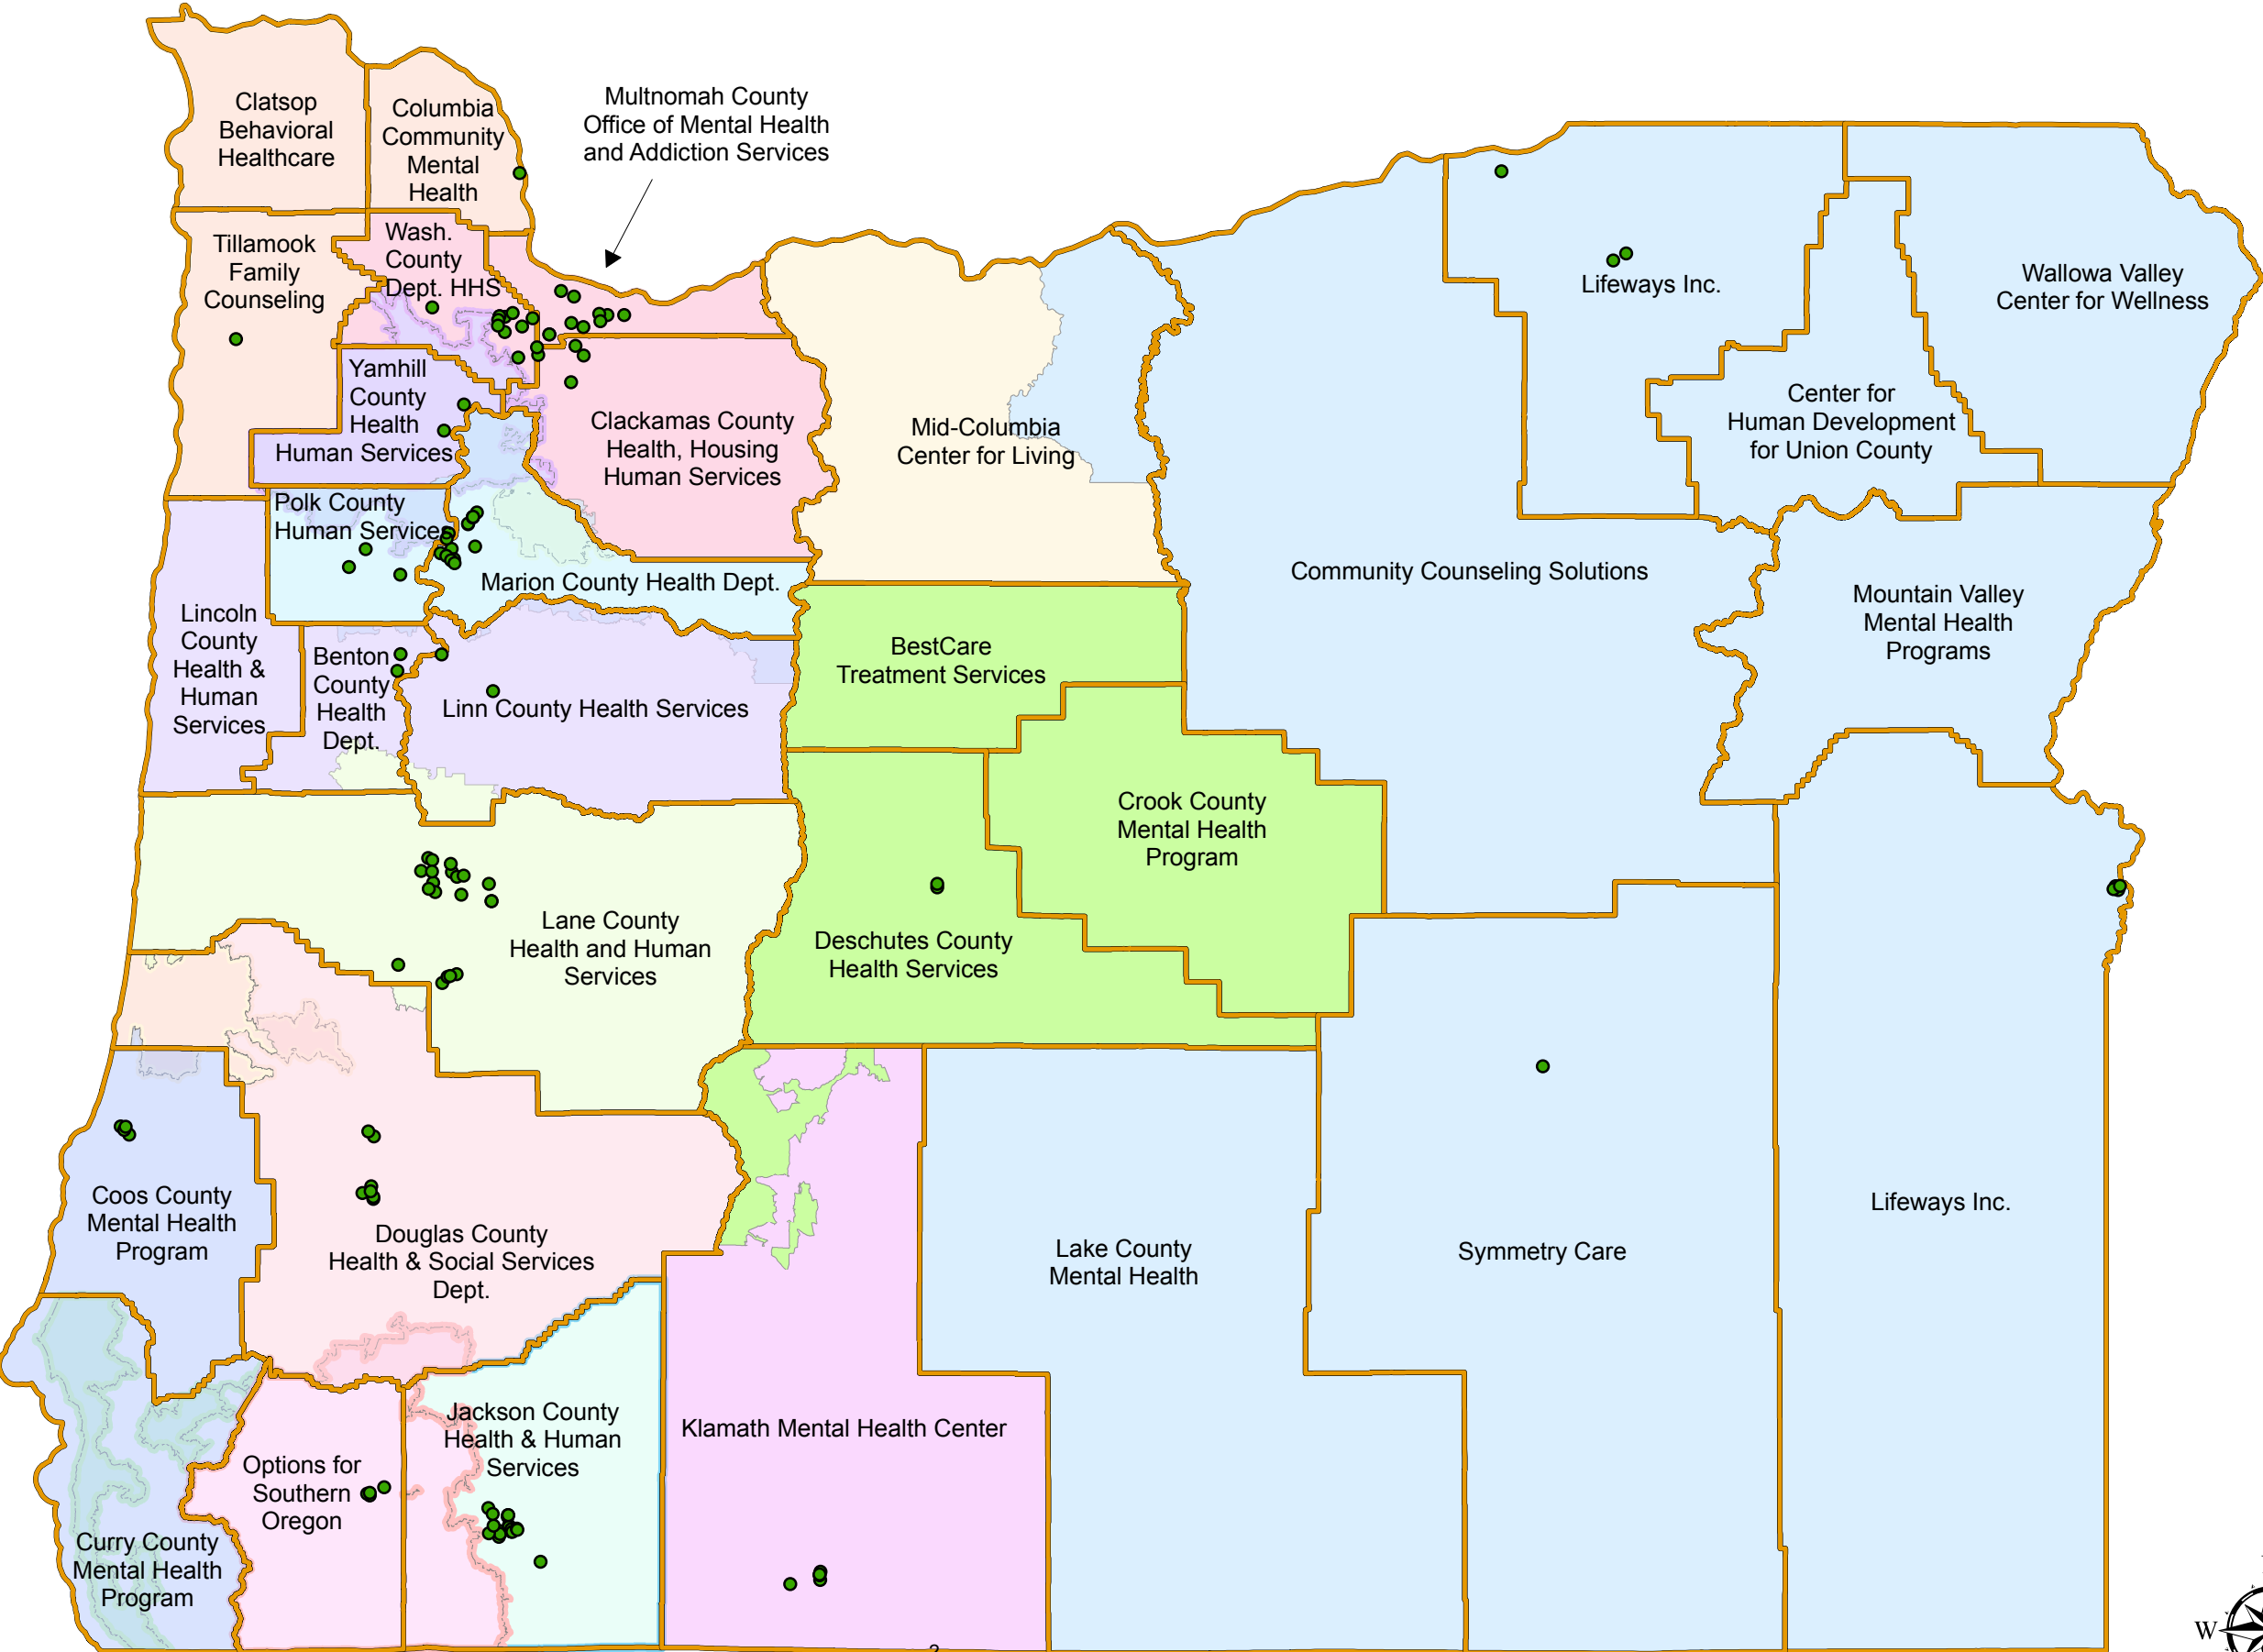 Clatsop
Behavioral
Healthcare
Columbia
Community
Mental
Health
Multnomah County
Office of Mental Health
and Addiction Services
Tillamook
Family
Counseling
Wash.
County
Dept. HHS
Lifeways Inc.
Wallowa Valley
Center for Wellness
Yamhill
County
Health
Human Services
Clackamas County
Health, Housing
Human Services
Mid-Columbia
Center for Living
Center for
Human Development
for Union County
Polk County
Human Services
Marion County Health Dept.
Community Counseling Solutions
Mountain Valley
Mental Health
Programs
Lincoln
County
Health &
Human
Services
Benton
County
Health
Dept.
Linn County Health Services
BestCare
Treatment Services
Crook County
Mental Health
Program
Lane County
Health and Human
Services
Deschutes County
Health Services
Coos County
Mental Health
Program
Douglas County
Health & Social Services
Dept.
Lake County
Mental Health
Symmetry Care
Lifeways Inc.
Jackson County
Health & Human
Services
Klamath Mental Health Center
Options for
Southern
Oregon
Curry County
Mental Health
Program
W